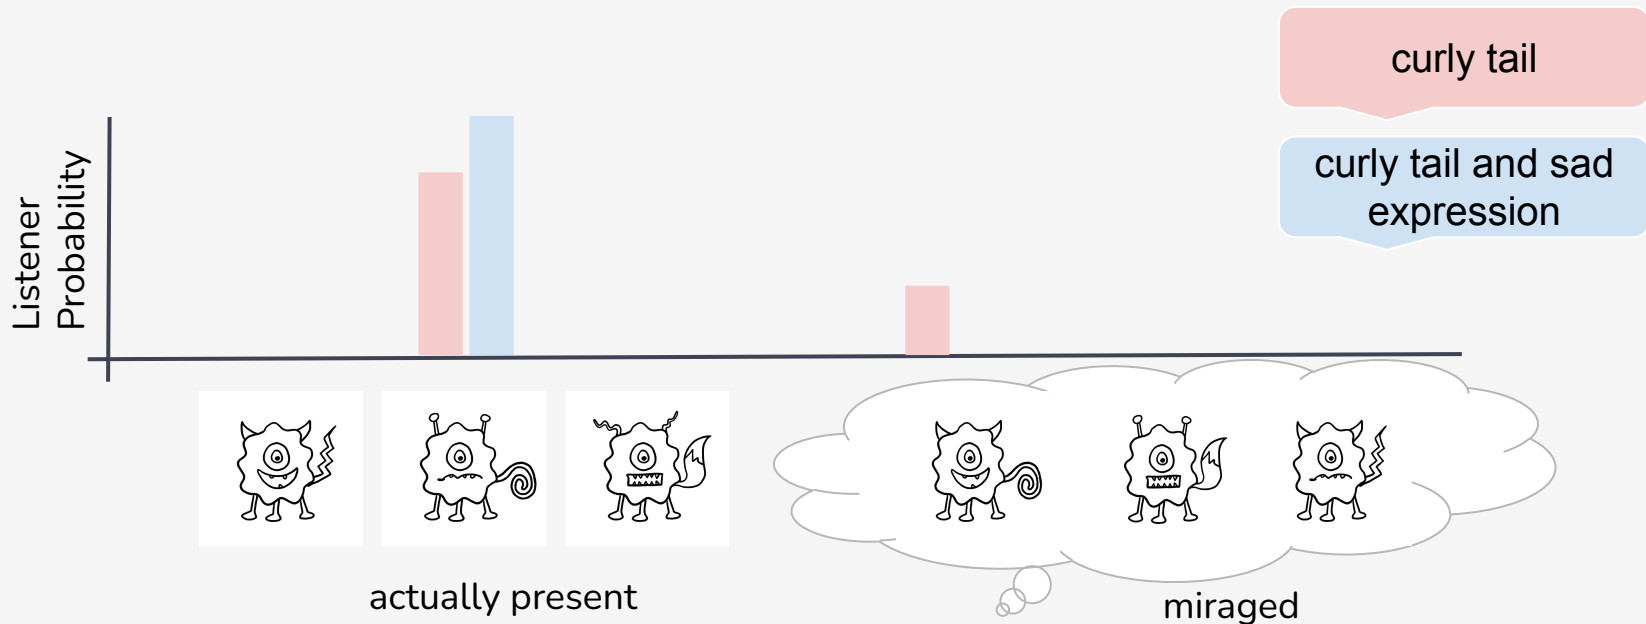 curly tail
curly tail and sad
expression
Listener
Probability
actually present
miraged